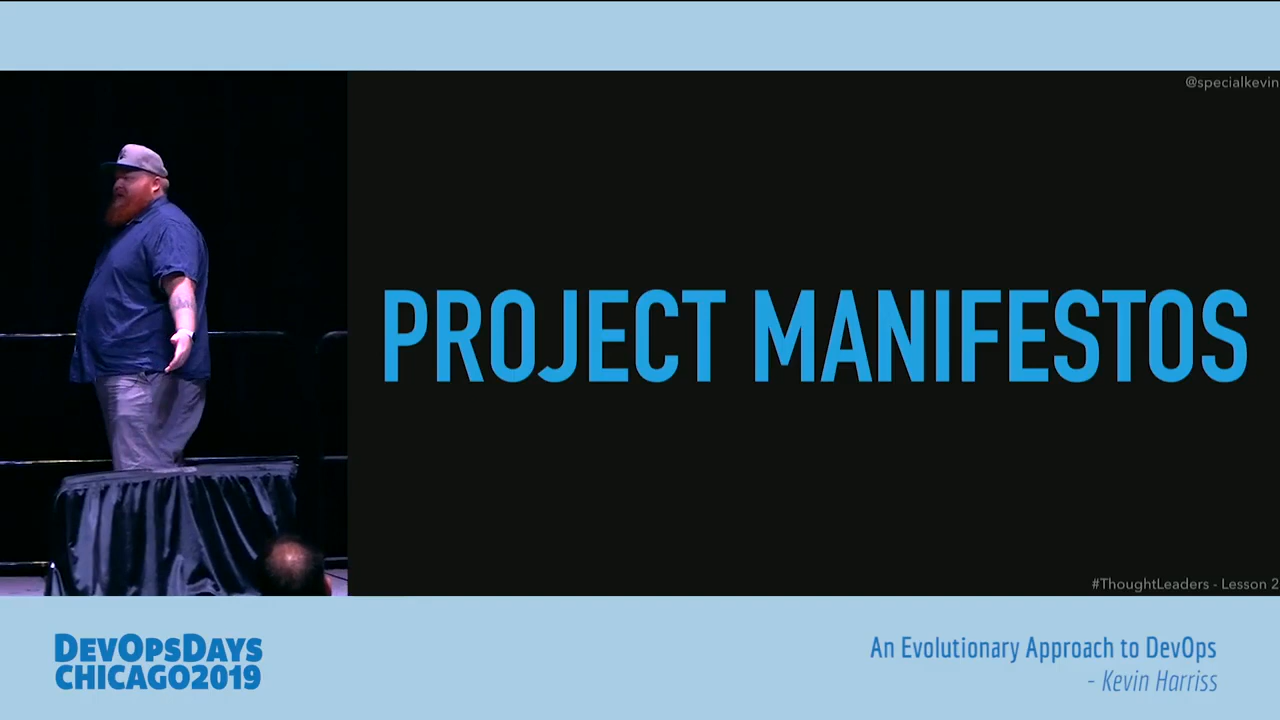 @specialkevin
PROJECT MANIFESTOS
#ThoughtLeaders - Lesson 2
DEVOPSDAYS
CHICAGO2019
An Evolutionary Approach to DevOps
- Kevin Harriss